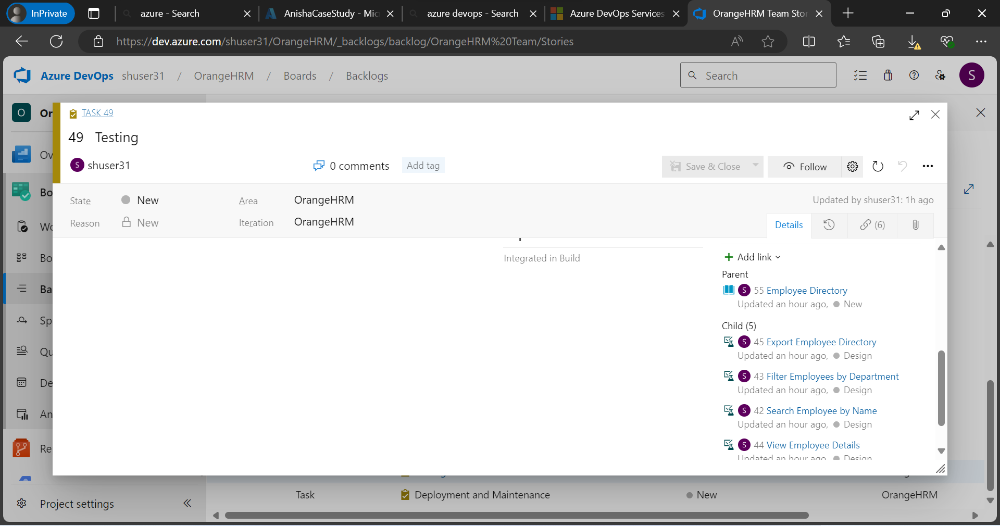 InPrivate
azure - Search
AnishaCaseStudy - Mic
azure devops - Search
Azure DevOps Services
OrangeHRM Team Stor
https://dev.azure.com/shuser31/OrangeHRM/_backlogs/backlog/OrangeHRM%20Team/Stories
Azure DevOps shuser31 / OrangeHRM / Boards / Backlogs
Search
S
O Or
TASK 49
49 Testing
S shuser31
0 comments
Add tag
Save & Close
Follow
State New
Area OrangeHRM
Updated by shuser31: 1h ago
Reason New
Iteration OrangeHRM
Details
(6)
Integrated in Build
Add link
Parent
S 55 Employee Directory
Updated an hour ago, New
Child (5)
S 45 Export Employee Directory
Updated an hour ago, Design
S 43 Filter Employees by Department
Updated an hour ago, Design
S 42 Search Employee by Name
Updated an hour ago, Design
S 44 View Employee Details
Updated an hour ago Design
Ov
Bo
Wo
Bo
Ba
Sp
Qu
De
An
Re
Project settings
Task Deployment and Maintenance New OrangeHRM